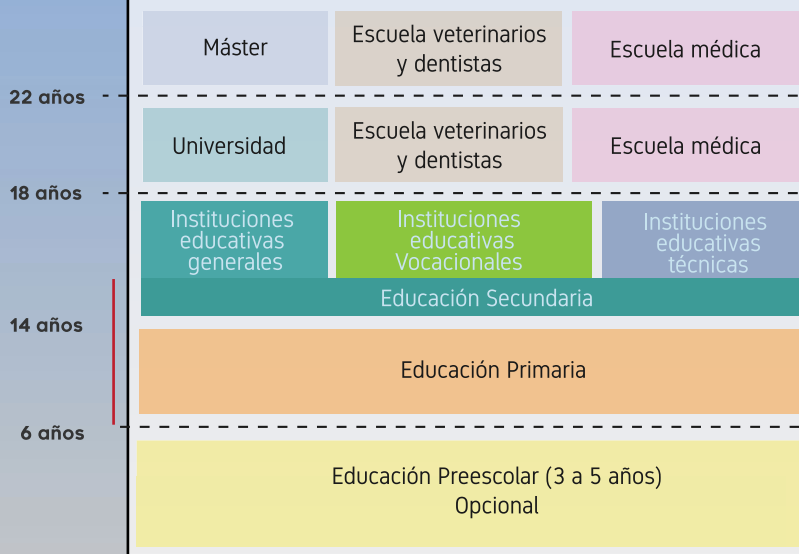 Máster
Escuela veterinarios
y dentistas
Escuela médica
22 años
Universidad
Escuela veterinarios
y dentistas
Escuela médica
18 años
Instituciones
educativas
generales
Instituciones
educativas
Vocacionales
Instituciones
educativas
técnicas
Educación Secundaria
14 años
Educación Primaria
6 años
Educación Preescolar (3 a 5 años)
Opcional